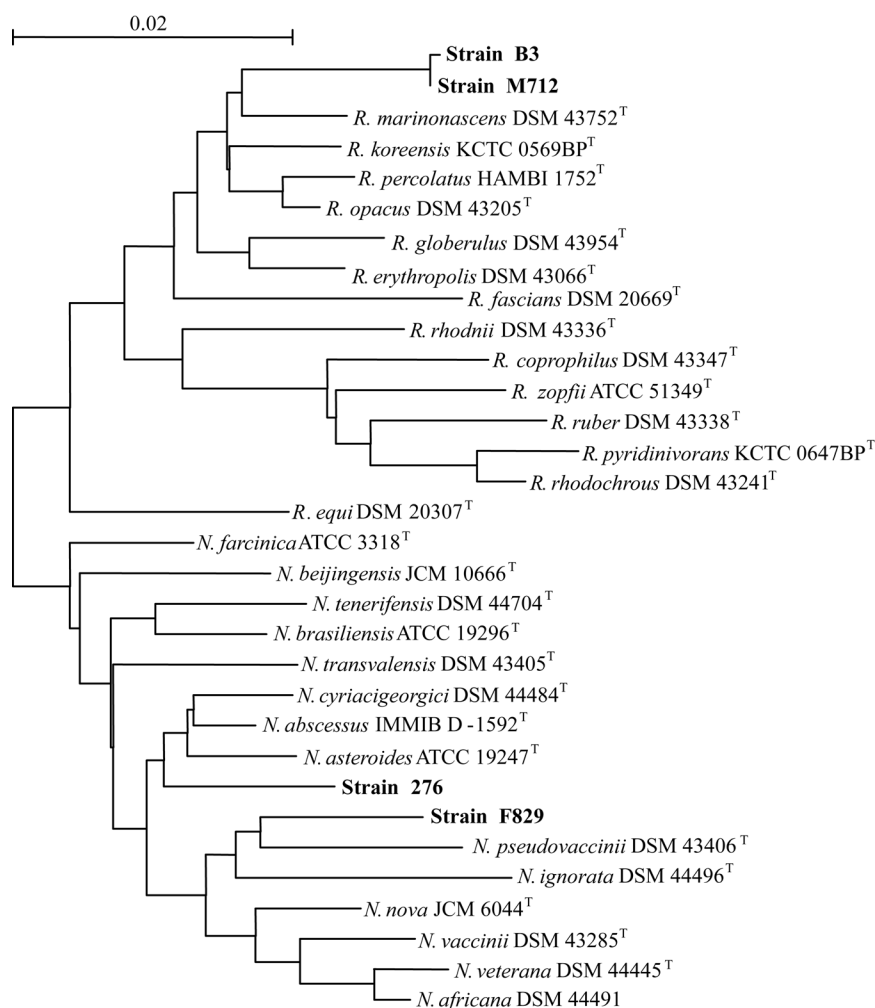 0.02
Strain B3
Strain M712
R. marinonascens DSM 43752T
R. koreensis KCTC 0569BPT
R. percolatus HAMBI 1752T
R. opacus DSM 43205T
R. globerulus DSM 43954T
R. erythropolis DSM 43066T
R. fascians DSM 20669T
R. rhodnii DSM 43336T
R. coprophilus DSM 43347T
R. zopfii ATCC 51349T
R. ruber DSM 43338T
R. pyridinivorans KCTC 0647BPT
R. rhodochrous DSM 43241T
R. equi DSM 20307T
N. farcinica ATCC 3318T
N. beijingensis JCM 10666T
N. tenerifensis DSM 44704T
N. brasiliensis ATCC 19296T
N. transvalensis DSM 43405T
N. cyriacigeorgici DSM 44484T
N. abscessus IMMIB D -1592T
N. asteroides ATCC 19247T
Strain 276
Strain F829
N. pseudovaccinii DSM 43406T
N. ignorata DSM 44496T
N. nova JCM 6044T
N. vaccinii DSM 43285T
N. veterana DSM 44445T
N. africana DSM 44491